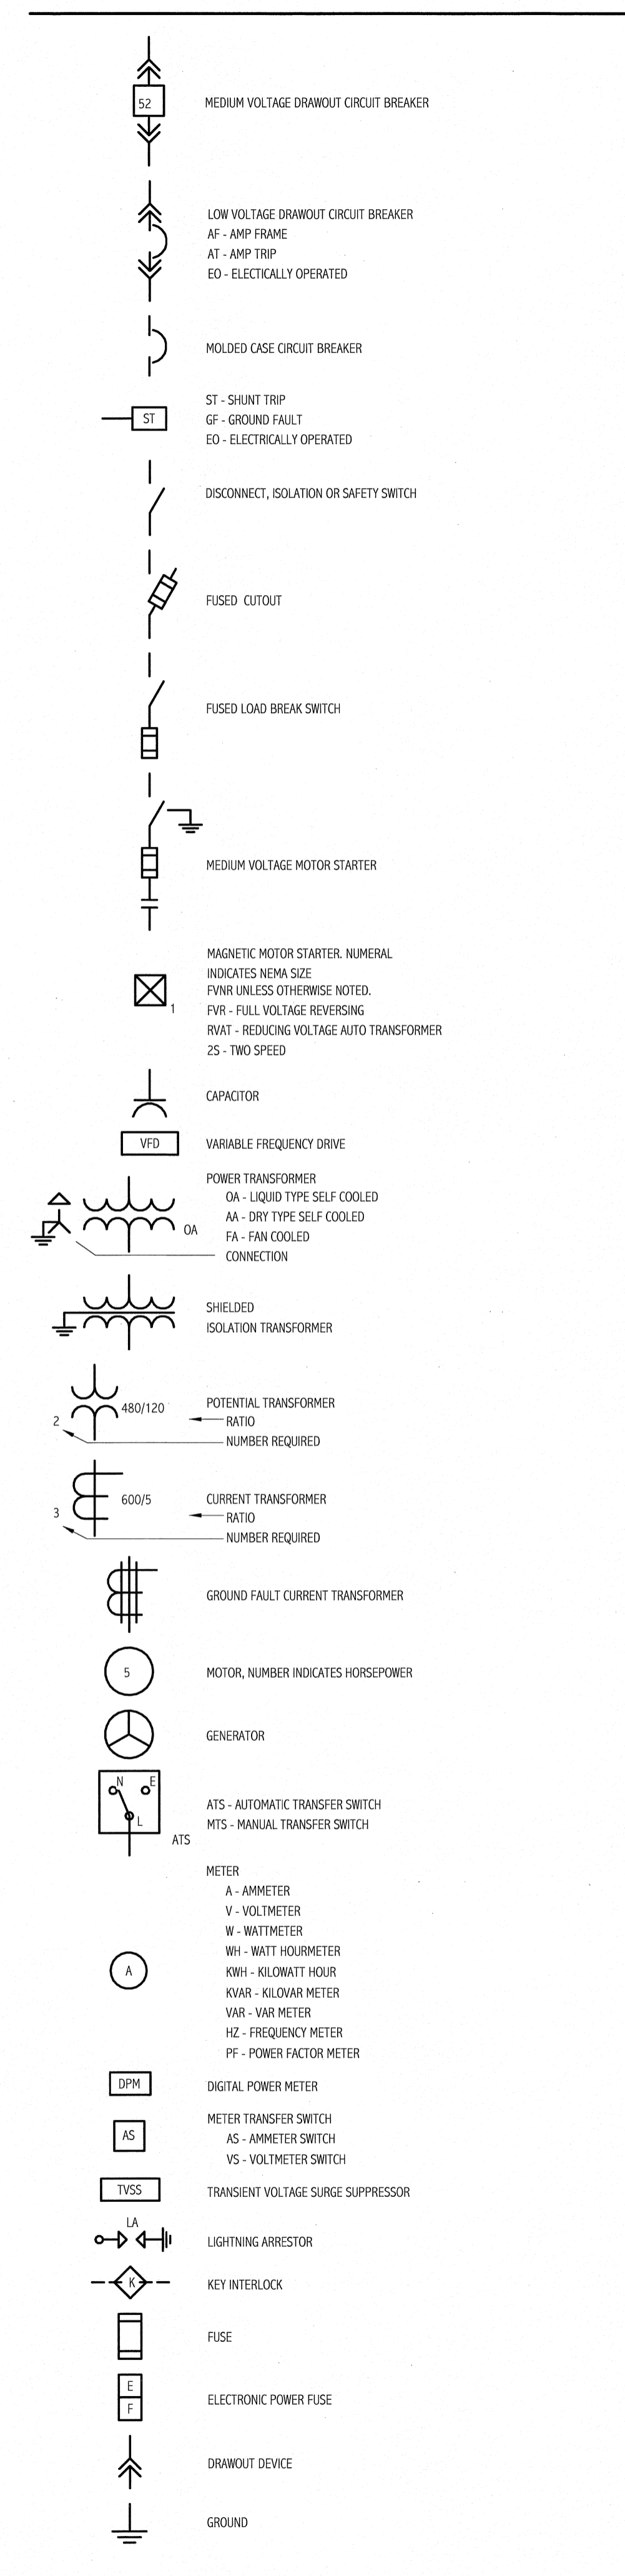 52
MEDIUM VOLTAGE DRAWOUT CIRCUIT BREAKER
LOW VOLTAGE DRAWOUT CIRCUIT BREAKER
AF - AMP FRAME
AT - AMP TRIP
EO - ELECTICALLY OPERATED
MOLDED CASE CIRCUIT BREAKER
ST
ST - SHUNT TRIP
GF - GROUND FAULT
EO - ELECTRICALLY OPERATED
DISCONNECT, ISOLATION OR SAFETY SWITCH
FUSED CUTOUT
FUSED LOAD BREAK SWITCH
MEDIUM VOLTAGE MOTOR STARTER
MAGNETIC MOTOR STARTER. NUMERAL
INDICATES NEMA SIZE
FVNR UNLESS OTHERWISE NOTED.
1
FVR - FULL VOLTAGE REVERSING
RVAT - REDUCING VOLTAGE AUTO TRANSFORMER
2S - TWO SPEED
CAPACITOR
VFD
VARIABLE FREQUENCY DRIVE
POWER TRANSFORMER
OA - LIQUID TYPE SELF COOLED
AA - DRY TYPE SELF COOLED
OA
FA - FAN COOLED
CONNECTION
SHIELDED
ISOLATION TRANSFORMER
480/120
POTENTIAL TRANSFORMER
2
RATIO
NUMBER REQUIRED
600/5
CURRENT TRANSFORMER
3
RATIO
NUMBER REQUIRED
GROUND FAULT CURRENT TRANSFORMER
5
MOTOR, NUMBER INDICATES HORSEPOWER
GENERATOR
N E
L
ATS
ATS - AUTOMATIC TRANSFER SWITCH
MTS - MANUAL TRANSFER SWITCH
METER
A - AMMETER
V - VOLTMETER
W - WATTMETER
WH - WATT HOURMETER
A
KWH - KILOWATT HOUR
KVAR - KILOVAR METER
VAR - VAR METER
HZ - FREQUENCY METER
PF - POWER FACTOR METER
DPM
DIGITAL POWER METER
METER TRANSFER SWITCH
AS
AS - AMMETER SWITCH
VS - VOLTMETER SWITCH
TVSS
TRANSIENT VOLTAGE SURGE SUPPRESSOR
LA
LIGHTNING ARRESTOR
K
KEY INTERLOCK
FUSE
E
F
ELECTRONIC POWER FUSE
DRAWOUT DEVICE
GROUND